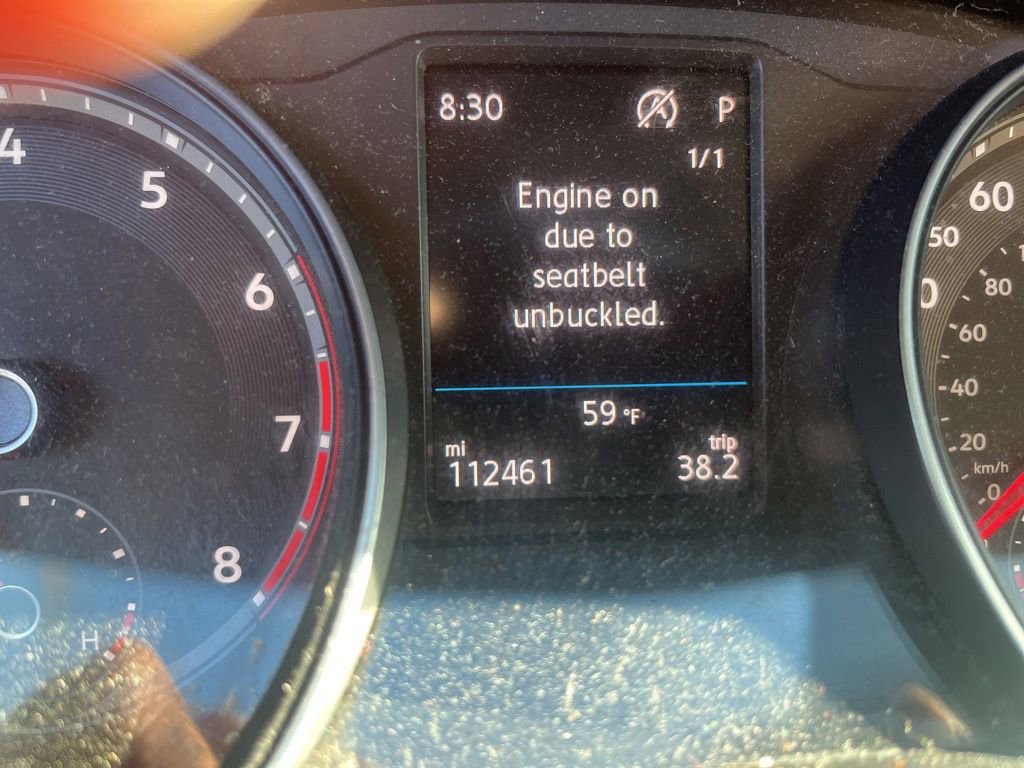 8:30 P
1/1
Engine on
due to
seatbelt
unbuckled.
59 °F
mi trip
112461 38.2
4
5
6
7
8
H
60
50
80
60
40
20
km/h
0